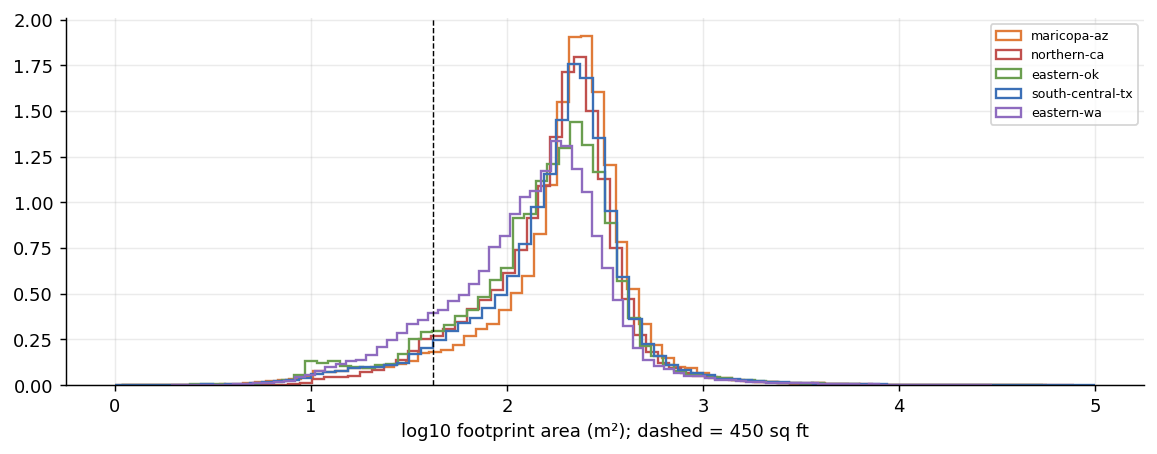 2.00
1.75
1.50
1.25
1.00
0.75
0.50
0.25
0.00
maricopa-az
northern-ca
eastern-ok
south-central-tx
eastern-wa
0 1 2 3 4 5
log10 footprint area (m²); dashed = 450 sq ft